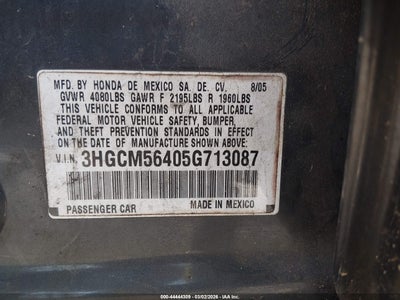 MFD. BY HONDA DE MEXICO SA. DE. CV. 8/05
GVWR 4080LBS GAWR F 2195LBS R 1960LBS
THIS VEHICLE CONFORMS TO ALL APPLICABLE
FEDERAL MOTOR VEHICLE SAFETY, BUMPER,
AND THEFT PREVENTION STANDARDS IN EFFECT
ON THE DATE OF MANUFACTURE SHOWN ABOVE.
V.I.N. 3HGCM56405G713087
PASSENGER CAR MADE IN MEXICO
000-44444309 - 03/02/2026 - IAAI.com